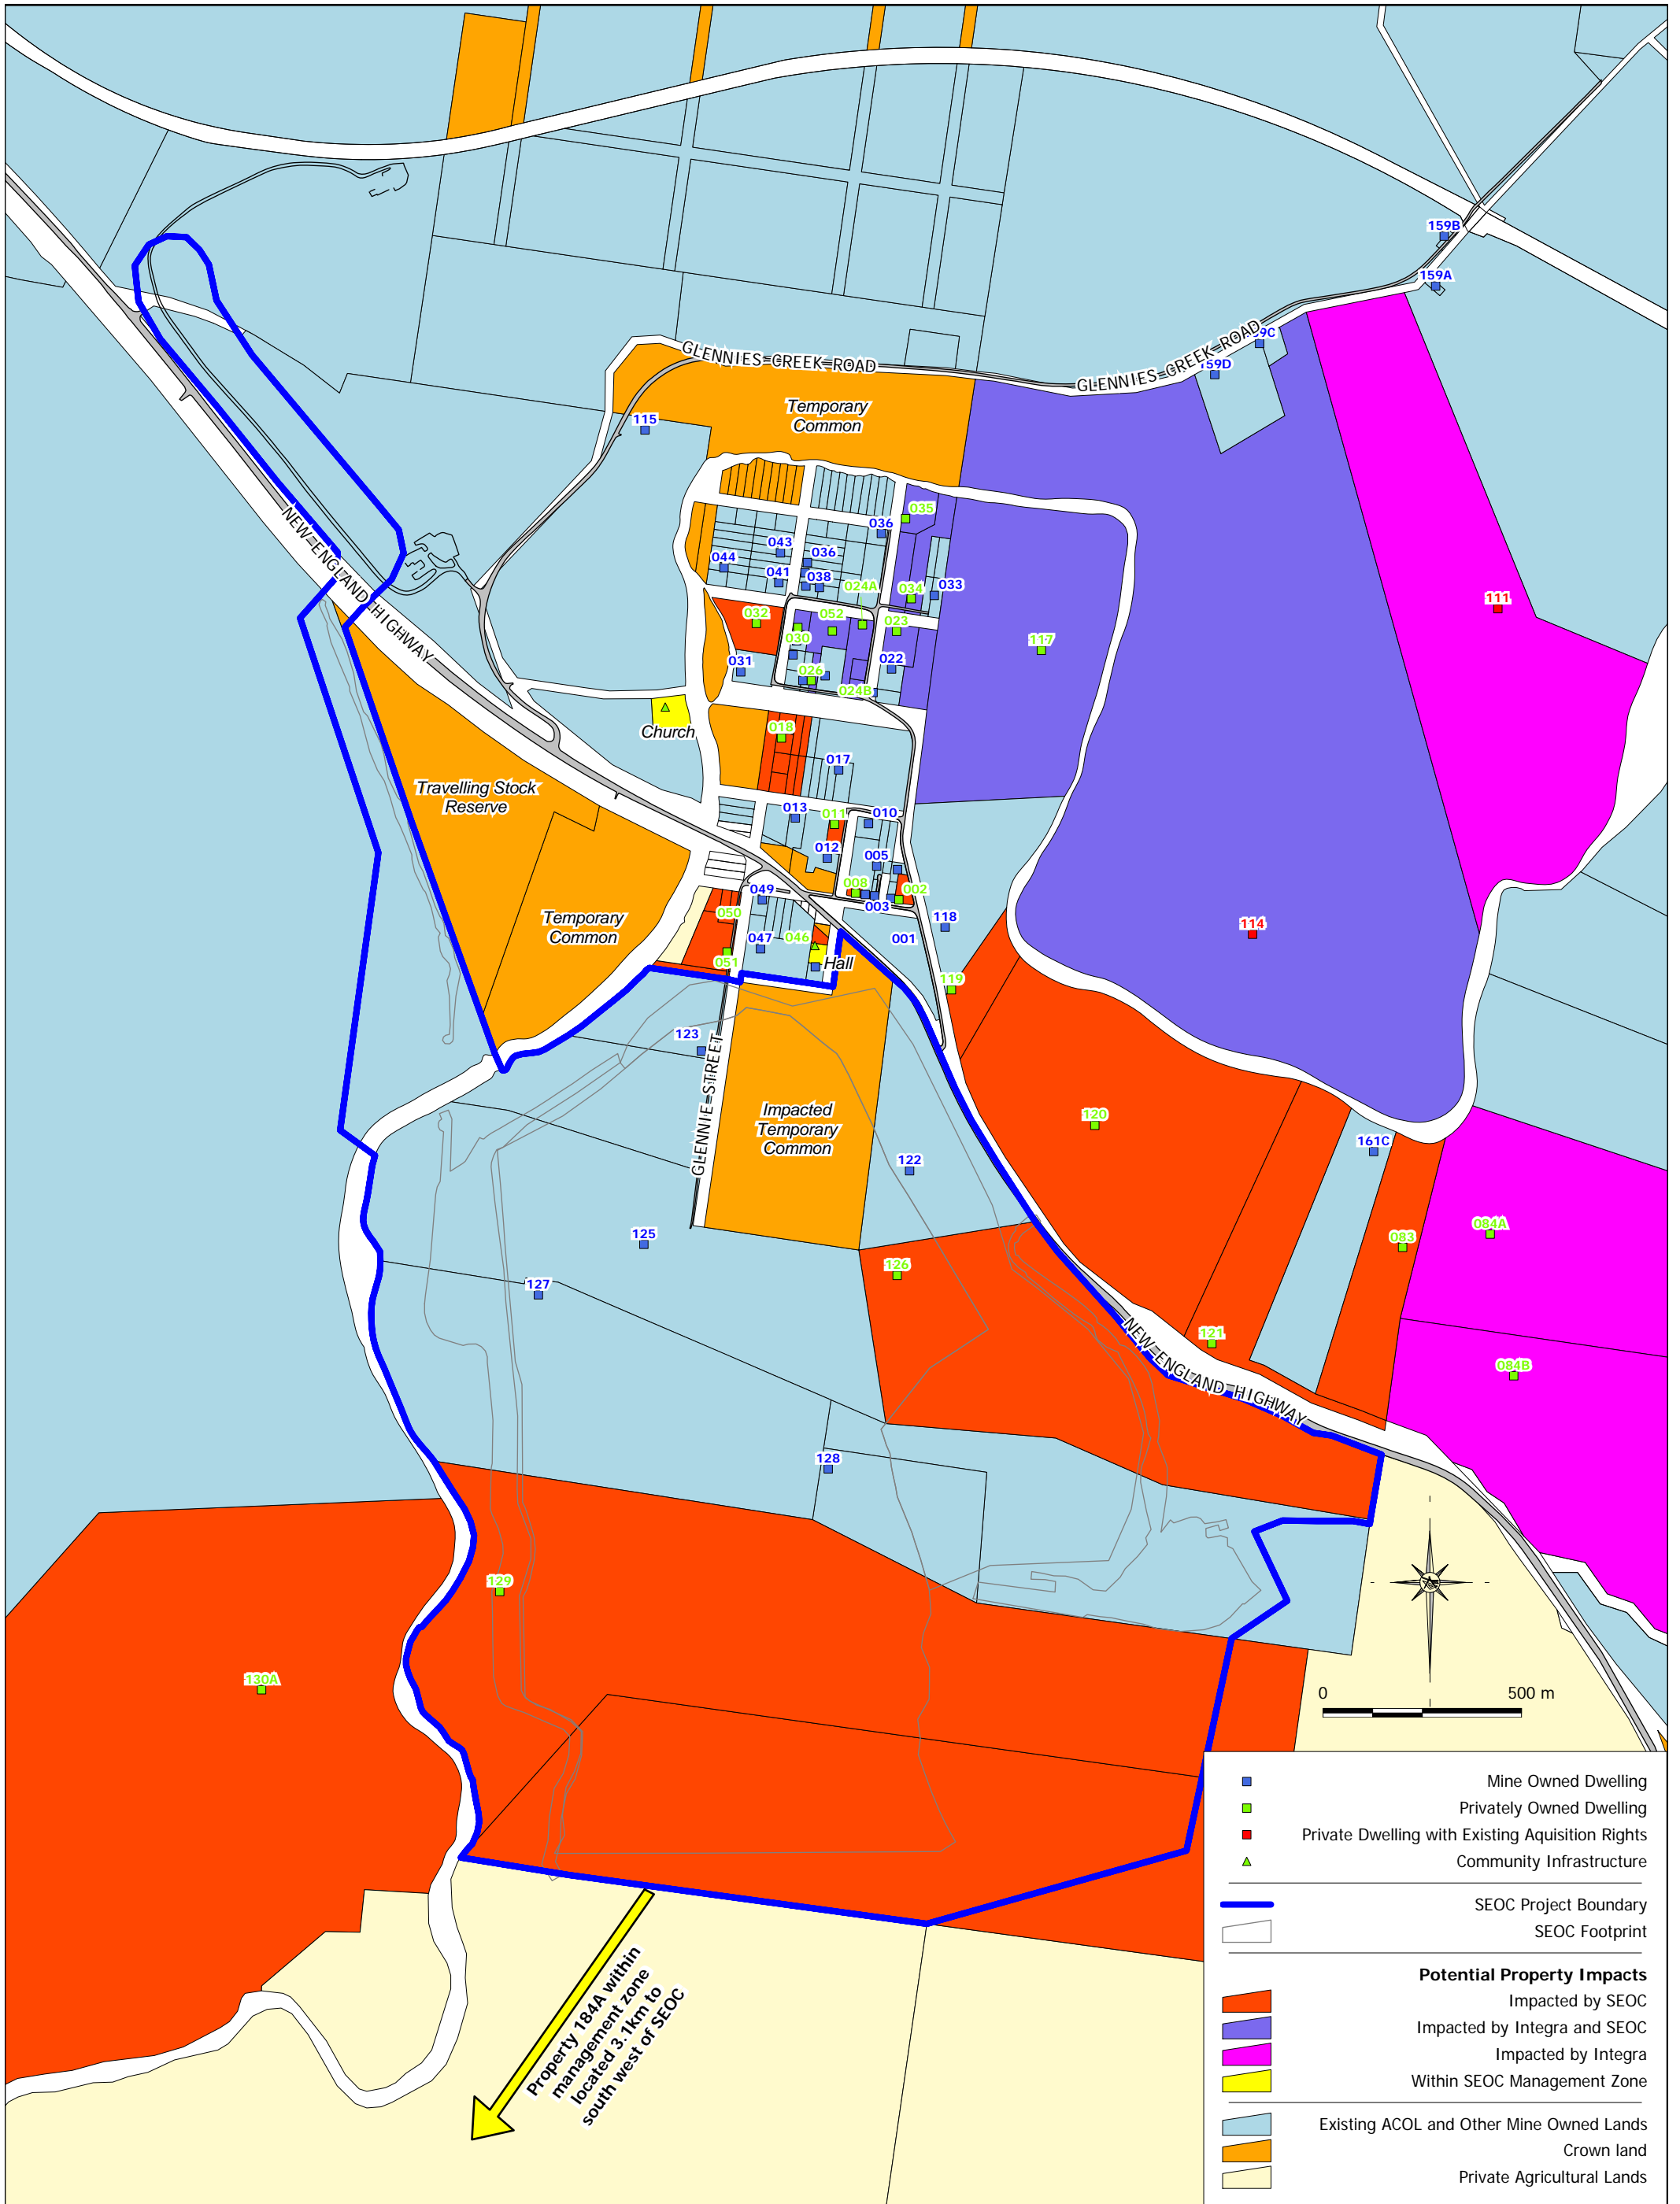 159B
159A
GLENNIES CREEK ROAD
GLENNIES CREEK ROAD
159D
Temporary
Common
115
NEW ENGLAND HIGHWAY
035
036
043
036
044
041
038
024A
034
033
111
032
052
023
030
117
031
026
022
024B
Church
018
017
Travelling Stock
Reserve
013
011
010
012
005
008
002
049
003
050
118
114
Temporary
Common
047
046
001
051
Hall
119
123
GLENNIE STREET
Impacted
Temporary
Common
120
161C
122
125
083
084A
126
127
121
NEW ENGLAND HIGHWAY
084B
128
129
130A
0 500 m
Property 184A within
management zone
located 3.1km to
south west of SEOC
Mine Owned Dwelling
Privately Owned Dwelling
Private Dwelling with Existing Aquisition Rights
Community Infrastructure
SEOC Project Boundary
SEOC Footprint
Potential Property Impacts
Impacted by SEOC
Impacted by Integra and SEOC
Impacted by Integra
Within SEOC Management Zone
Existing ACOL and Other Mine Owned Lands
Crown land
Private Agricultural Lands